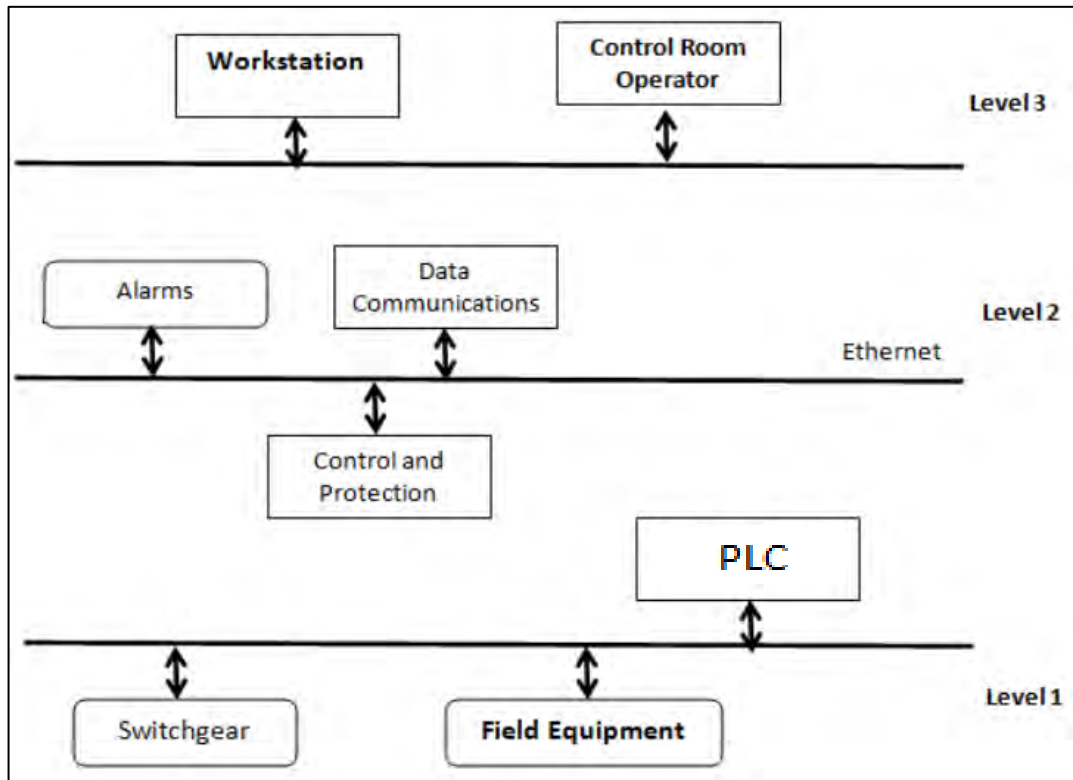 Workstation
Control Room
Operator
Level 3
Alarms
Data
Communications
Level 2
Ethernet
Control and
Protection
PLC
Switchgear
Field Equipment
Level 1